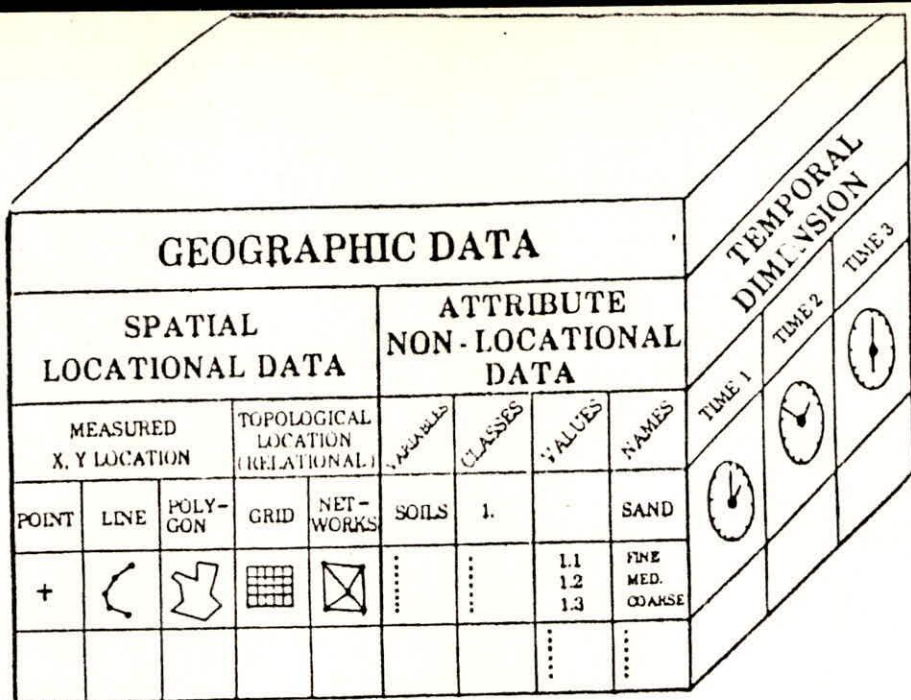 GEOGRAPHIC DATA
SPATIAL
LOCATIONAL DATA
ATTRIBUTE
NON-LOCATIONAL
DATA
MEASURED
X, Y LOCATION
TOPOLOGICAL
LOCATION
(RELATIONAL)
VARIABLES
CLASSES
VALUES
NAMES
POINT
LINE
POLY-
GON
GRID
NET-
WORKS
SOILS
1.
SAND
1.1
1.2
1.3
FINE
MED.
COARSE
TEMPORAL
DIMENSION
TIME 1
TIME 2
TIME 3